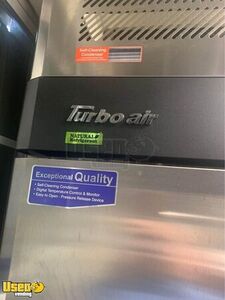 Self-Cleaning
Condenser
Turbo air
NATURAL
Refrigerant
Exceptional Quality
• Self-Cleaning Condenser
• Digital Temperature Control & Monitor
• Easy to Open - Pressure Release Device
Used
vending